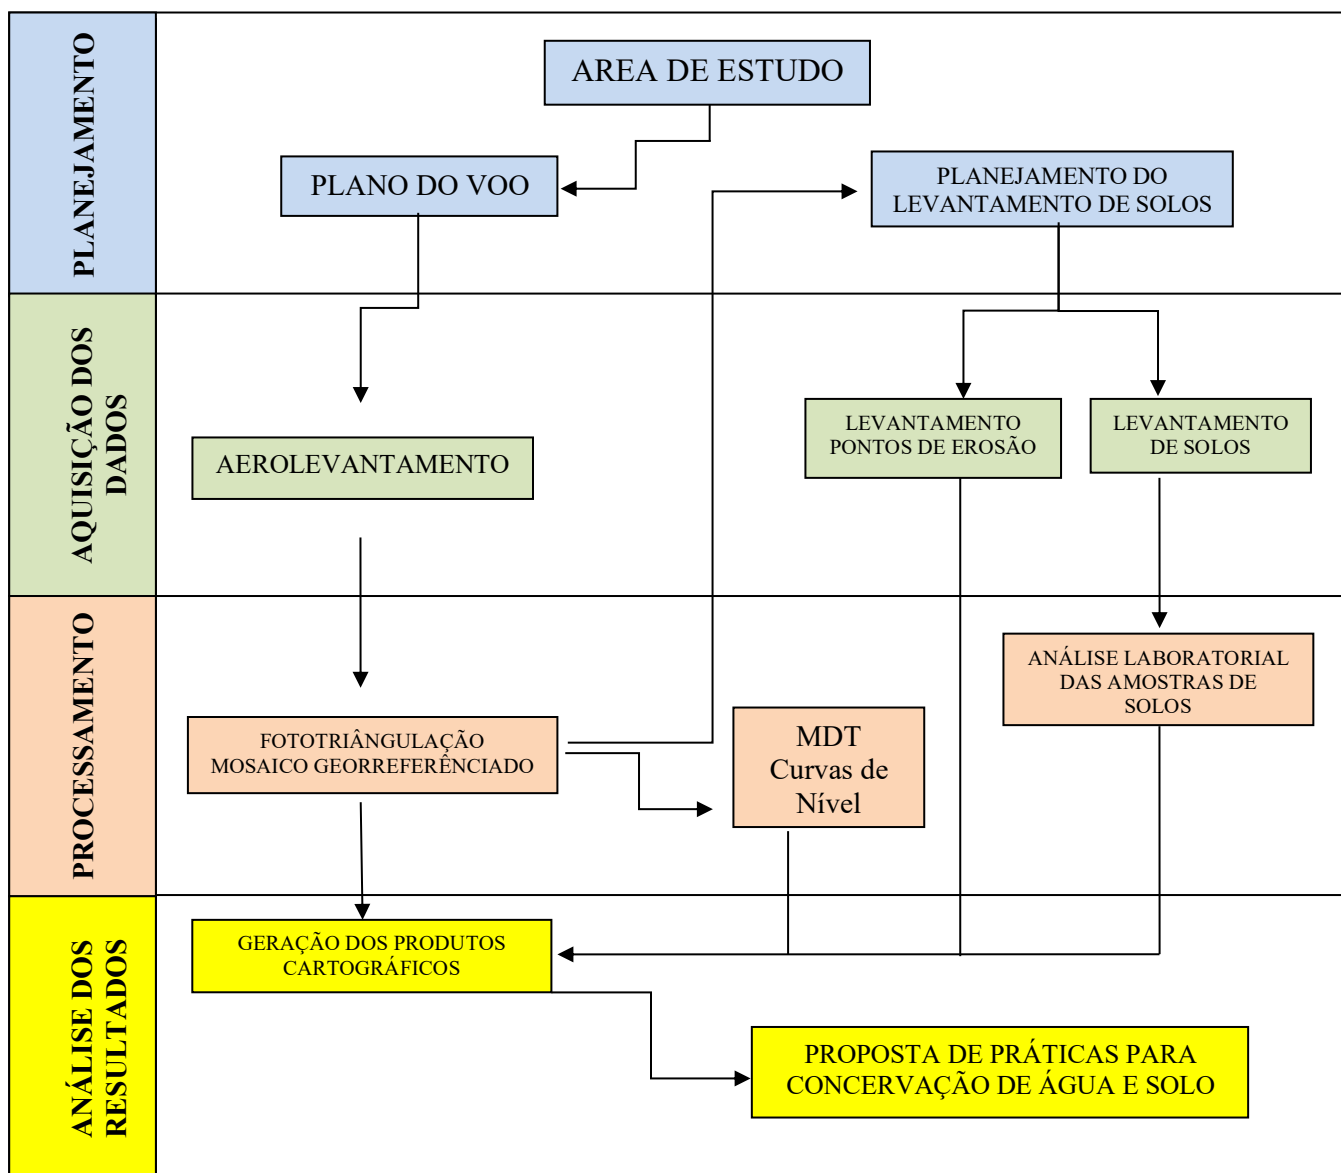 PLANEJAMENTO
AREA DE ESTUDO
PLANO DO VOO
PLANEJAMENTO DO
LEVANTAMENTO DE SOLOS
AQUISIÇÃO DOS
DADOS
AEROLEVANTAMENTO
LEVANTAMENTO
PONTOS DE EROSÃO
LEVANTAMENTO
DE SOLOS
PROCESSAMENTO
FOTOTRIÂNGULAÇÃO
MOSAICO GEORREFERÊNCIADO
MDT
Curvas de
Nível
ANÁLISE LABORATORIAL
DAS AMOSTRAS DE
SOLOS
ANÁLISE DOS
RESULTADOS
GERAÇÃO DOS PRODUTOS
CARTOGRÁFICOS
PROPOSTA DE PRÁTICAS PARA
CONCERVAÇÃO DE ÁGUA E SOLO